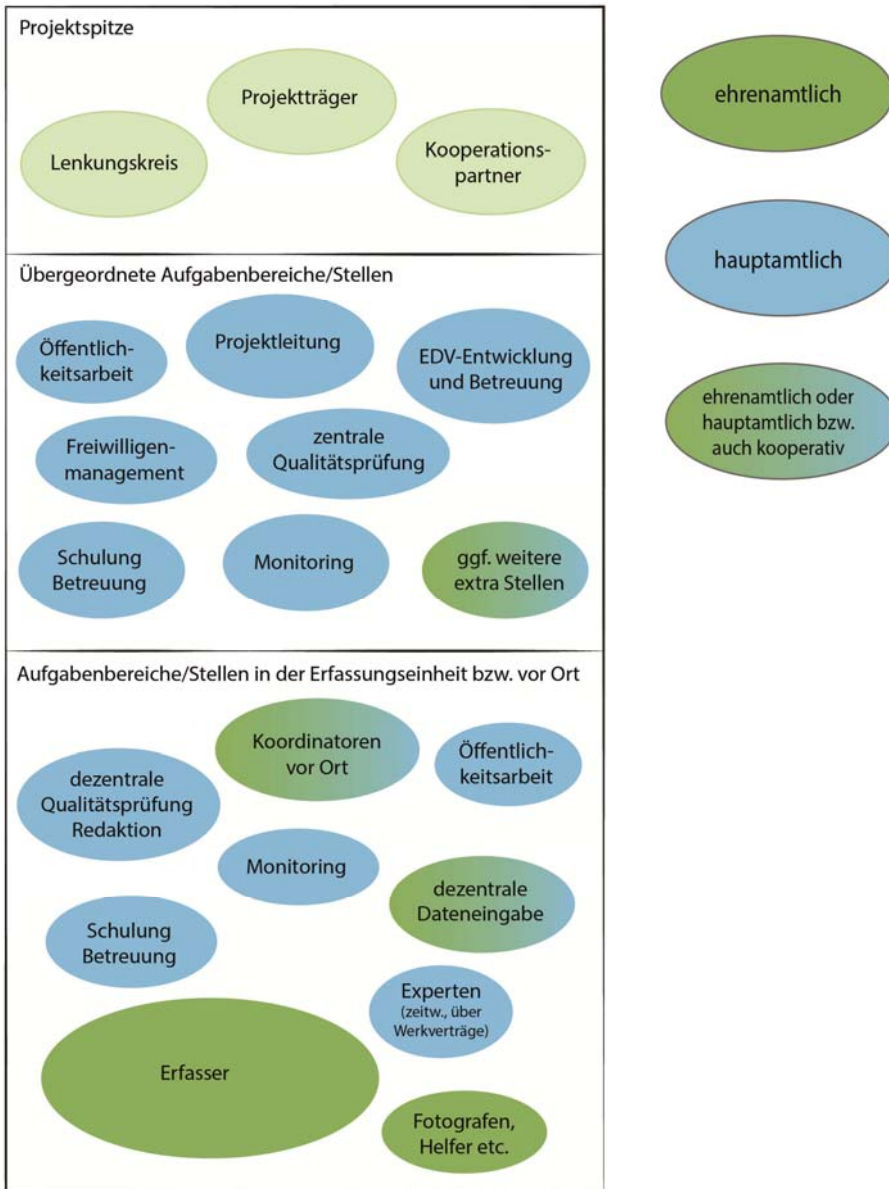 Projektspitze
Projektträger
Lenkungskreis
Kooperations-
partner
Übergeordnete Aufgabenbereiche/Stellen
Öffentlich-
keitsarbeit
Projektleitung
EDV-Entwicklung
und Betreuung
Freiwilligen-
management
zentrale
Qualitätsprüfung
Schulung
Betreuung
Monitoring
ggf. weitere
extra Stellen
Aufgabenbereiche/Stellen in der Erfassungseinheit bzw. vor Ort
Koordinatoren
vor Ort
Öffentlich-
keitsarbeit
dezentrale
Qualitätsprüfung
Redaktion
Monitoring
dezentrale
Dateneingabe
Schulung
Betreuung
Experten
(zeitw., über
Werkverträge)
Erfasser
Fotografen,
Helfer etc.
ehrenamtlich
hauptamtlich
ehrenamtlich oder
hauptamtlich bzw.
auch kooperativ